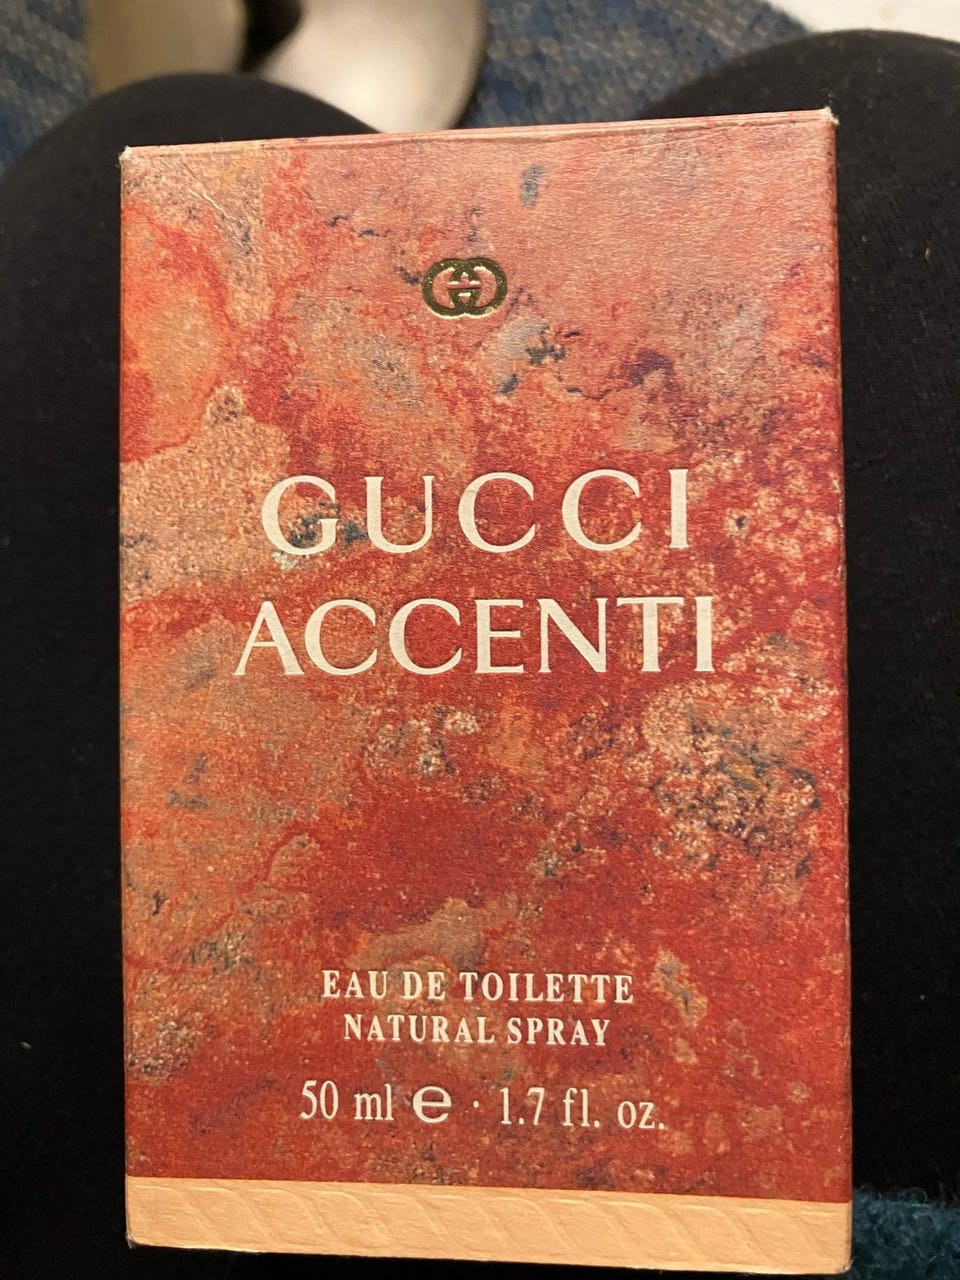 GUCCI
ACCENTI
EAU DE TOILETTE
NATURAL SPRAY
50 ml ℮ · 1.7 fl. oz.